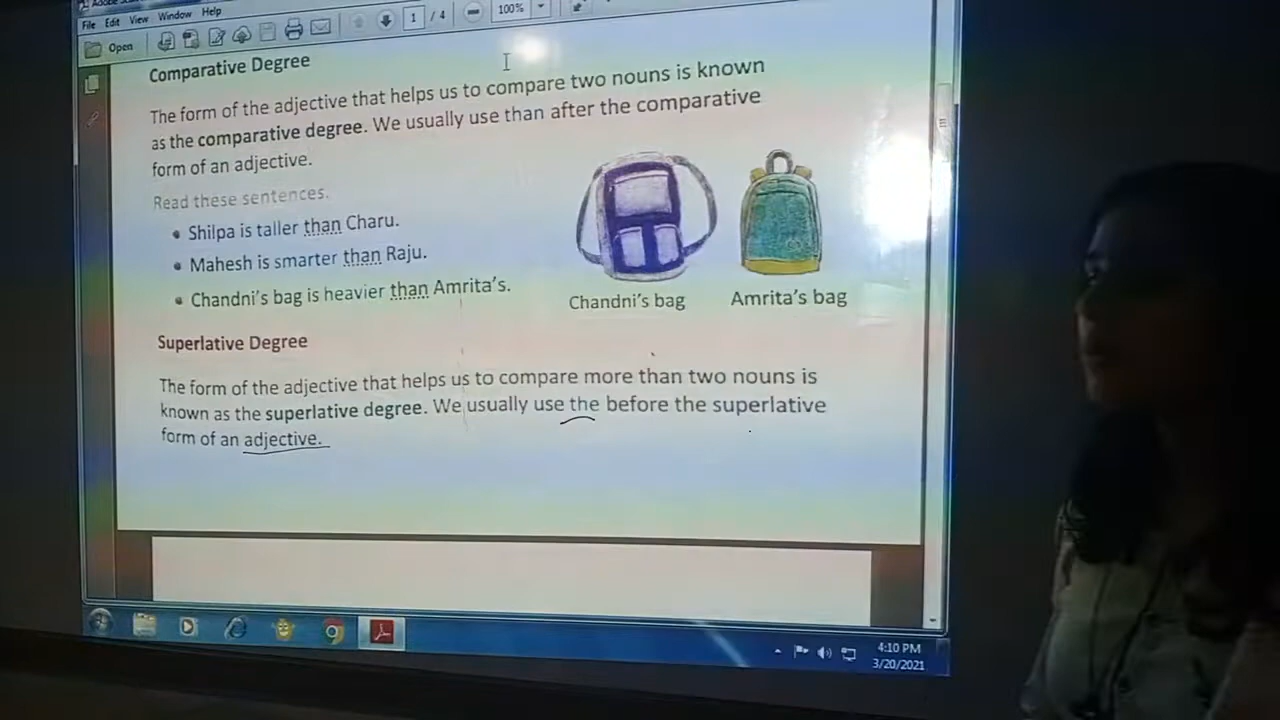 File Edit View Window Help
Open
1 / 4
100%
Comparative Degree
The form of the adjective that helps us to compare two nouns is known
as the comparative degree. We usually use than after the comparative
form of an adjective.
Read these sentences.
• Shilpa is taller than Charu.
• Mahesh is smarter than Raju.
• Chandni's bag is heavier than Amrita's.
Chandni's bag
Amrita's bag
Superlative Degree
The form of the adjective that helps us to compare more than two nouns is
known as the superlative degree. We usually use the before the superlative
form of an adjective.
4:10 PM
3/20/2021